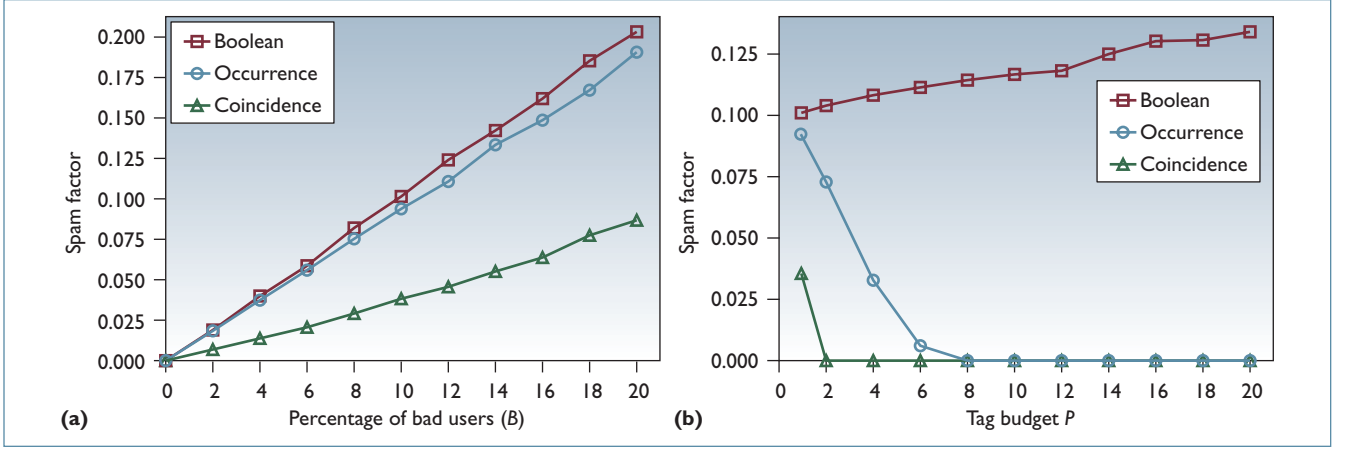 0.200
0.175
0.150
0.125
0.100
0.075
0.050
0.025
0.000
Spam factor
Boolean
Occurrence
Coincidence
0 2 4 6 8 10 12 14 16 18 20
Percentage of bad users (B)
(a)
0.125
0.100
0.075
0.050
0.025
0.000
Spam factor
Boolean
Occurrence
Coincidence
0 2 4 6 8 10 12 14 16 18 20
Tag budget P
(b)